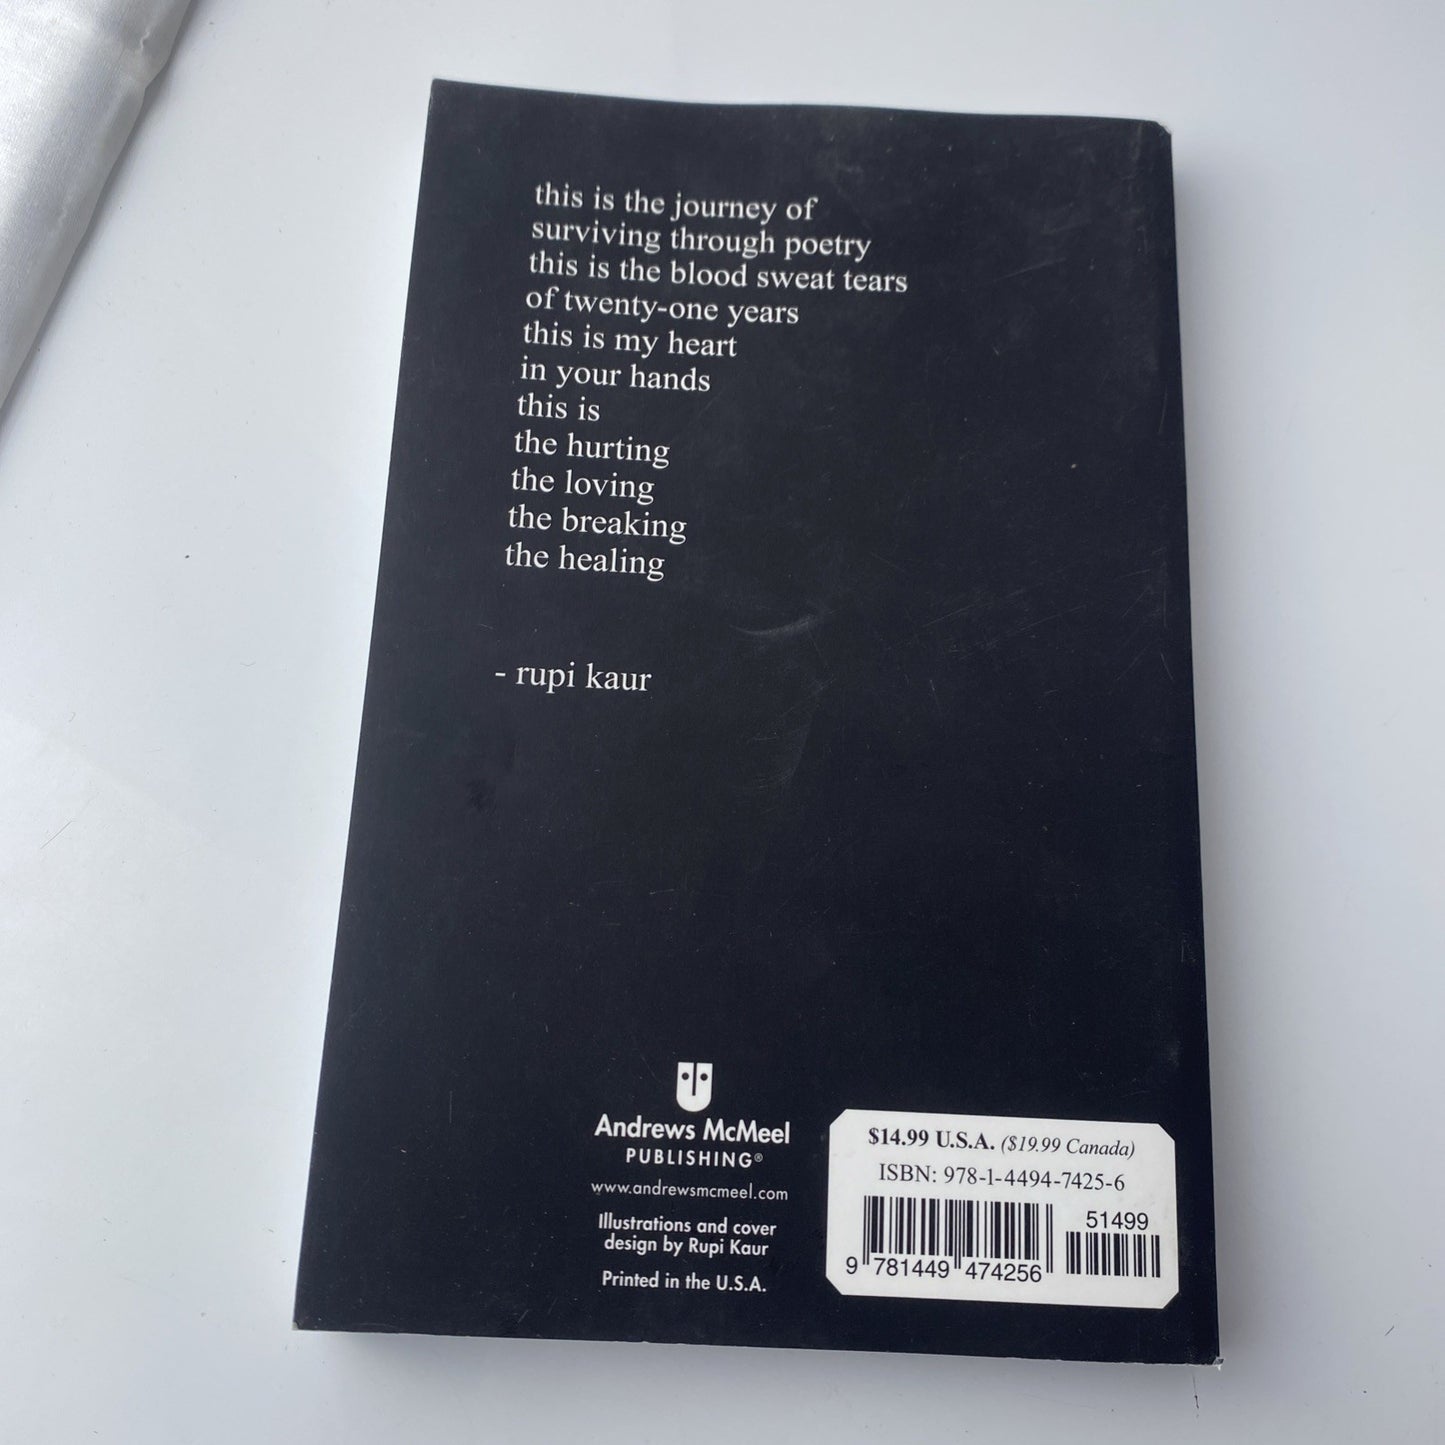 this is the journey of
surviving through poetry
this is the blood sweat tears
of twenty-one years
this is my heart
in your hands
this is
the hurting
the loving
the breaking
the healing
- rupi kaur
Andrews McMeel
PUBLISHING®
www.andrewsmcmeel.com
Illustrations and cover
design by Rupi Kaur
Printed in the U.S.A.
$14.99 U.S.A. ($19.99 Canada)
ISBN: 978-1-4494-7425-6
51499
9 781449 474256